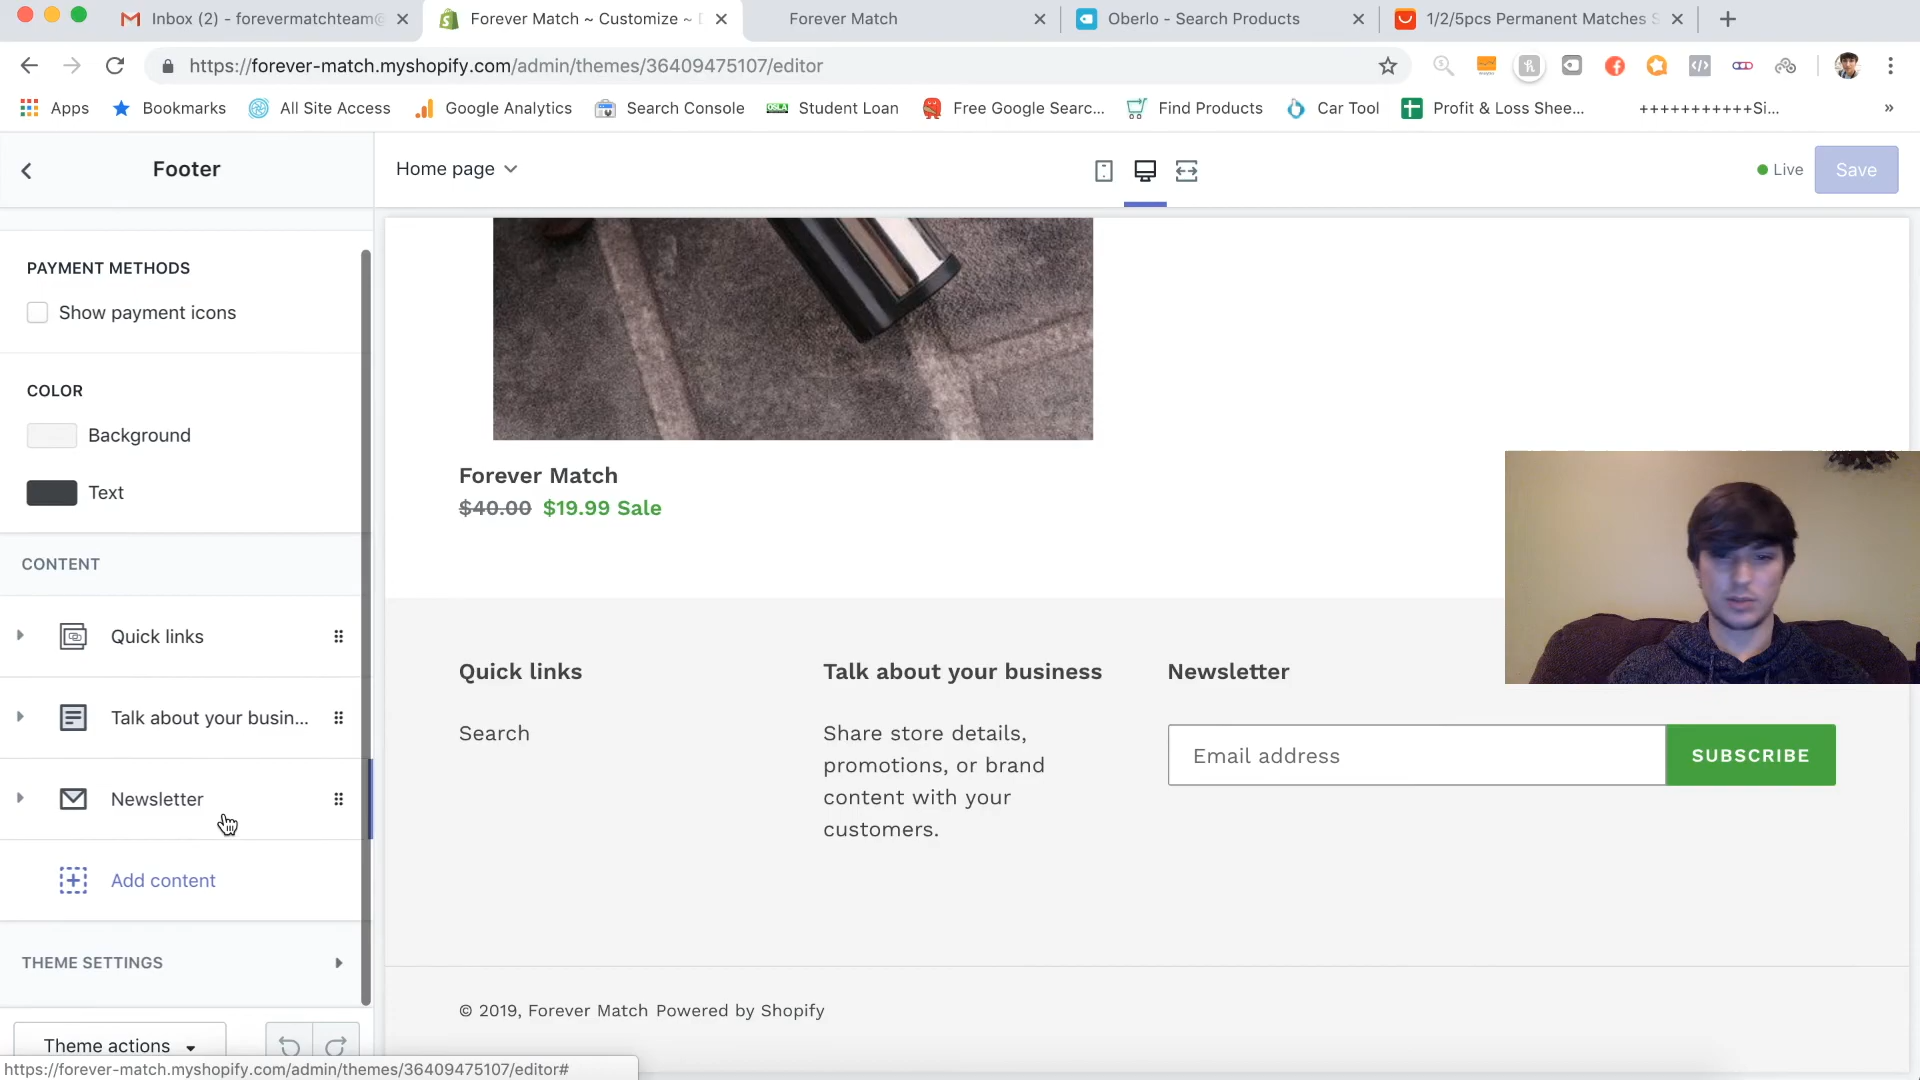 Inbox (2) - forevermatchteam@
Forever Match ~ Customize ~
Forever Match
Oberlo - Search Products
1/2/5pcs Permanent Matches S
https://forever-match.myshopify.com/admin/themes/36409475107/editor
Apps
Bookmarks
All Site Access
Google Analytics
Search Console
Student Loan
Free Google Searc...
Find Products
Car Tool
Profit & Loss Shee...
+++++++++++Si...
»
Footer
Home page
Live
Save
PAYMENT METHODS
Show payment icons
COLOR
Background
Text
CONTENT
Quick links
Talk about your busin...
Newsletter
Add content
THEME SETTINGS
Theme actions
https://forever-match.myshopify.com/admin/themes/36409475107/editor#
Forever Match
$40.00 $19.99 Sale
Quick links
Search
Talk about your business
Share store details,
promotions, or brand
content with your
customers.
Newsletter
Email address
SUBSCRIBE
© 2019, Forever Match Powered by Shopify